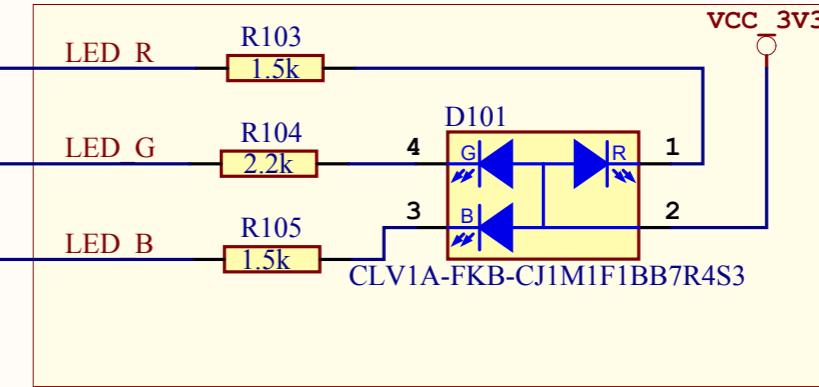 VCC_3V3
LED_R
R103
1.5k
D101
LED_G
R104
2.2k
4
G
R
1
LED_B
R105
1.5k
3
B
2
CLV1A-FKB-CJ1M1F1BB7R4S3